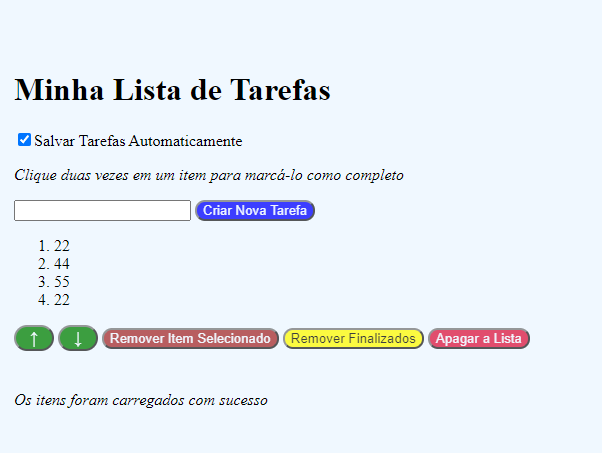 Minha Lista de Tarefas
Salvar Tarefas Automaticamente
Clique duas vezes em um item para marcá-lo como completo
Criar Nova Tarefa
1. 22
2. 44
3. 55
4. 22
↑ ↓ Remover Item Selecionado Remover Finalizados Apagar a Lista
Os itens foram carregados com sucesso